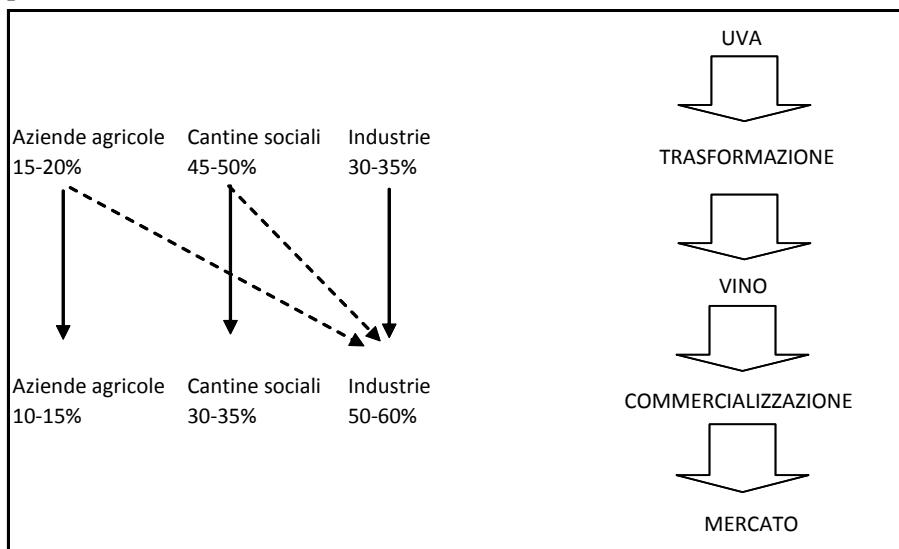 UVA
Aziende agricole Cantine sociali Industrie
15-20% 45-50% 30-35%
TRASFORMAZIONE
VINO
Aziende agricole Cantine sociali Industrie
10-15% 30-35% 50-60%
COMMERCIALIZZAZIONE
MERCATO